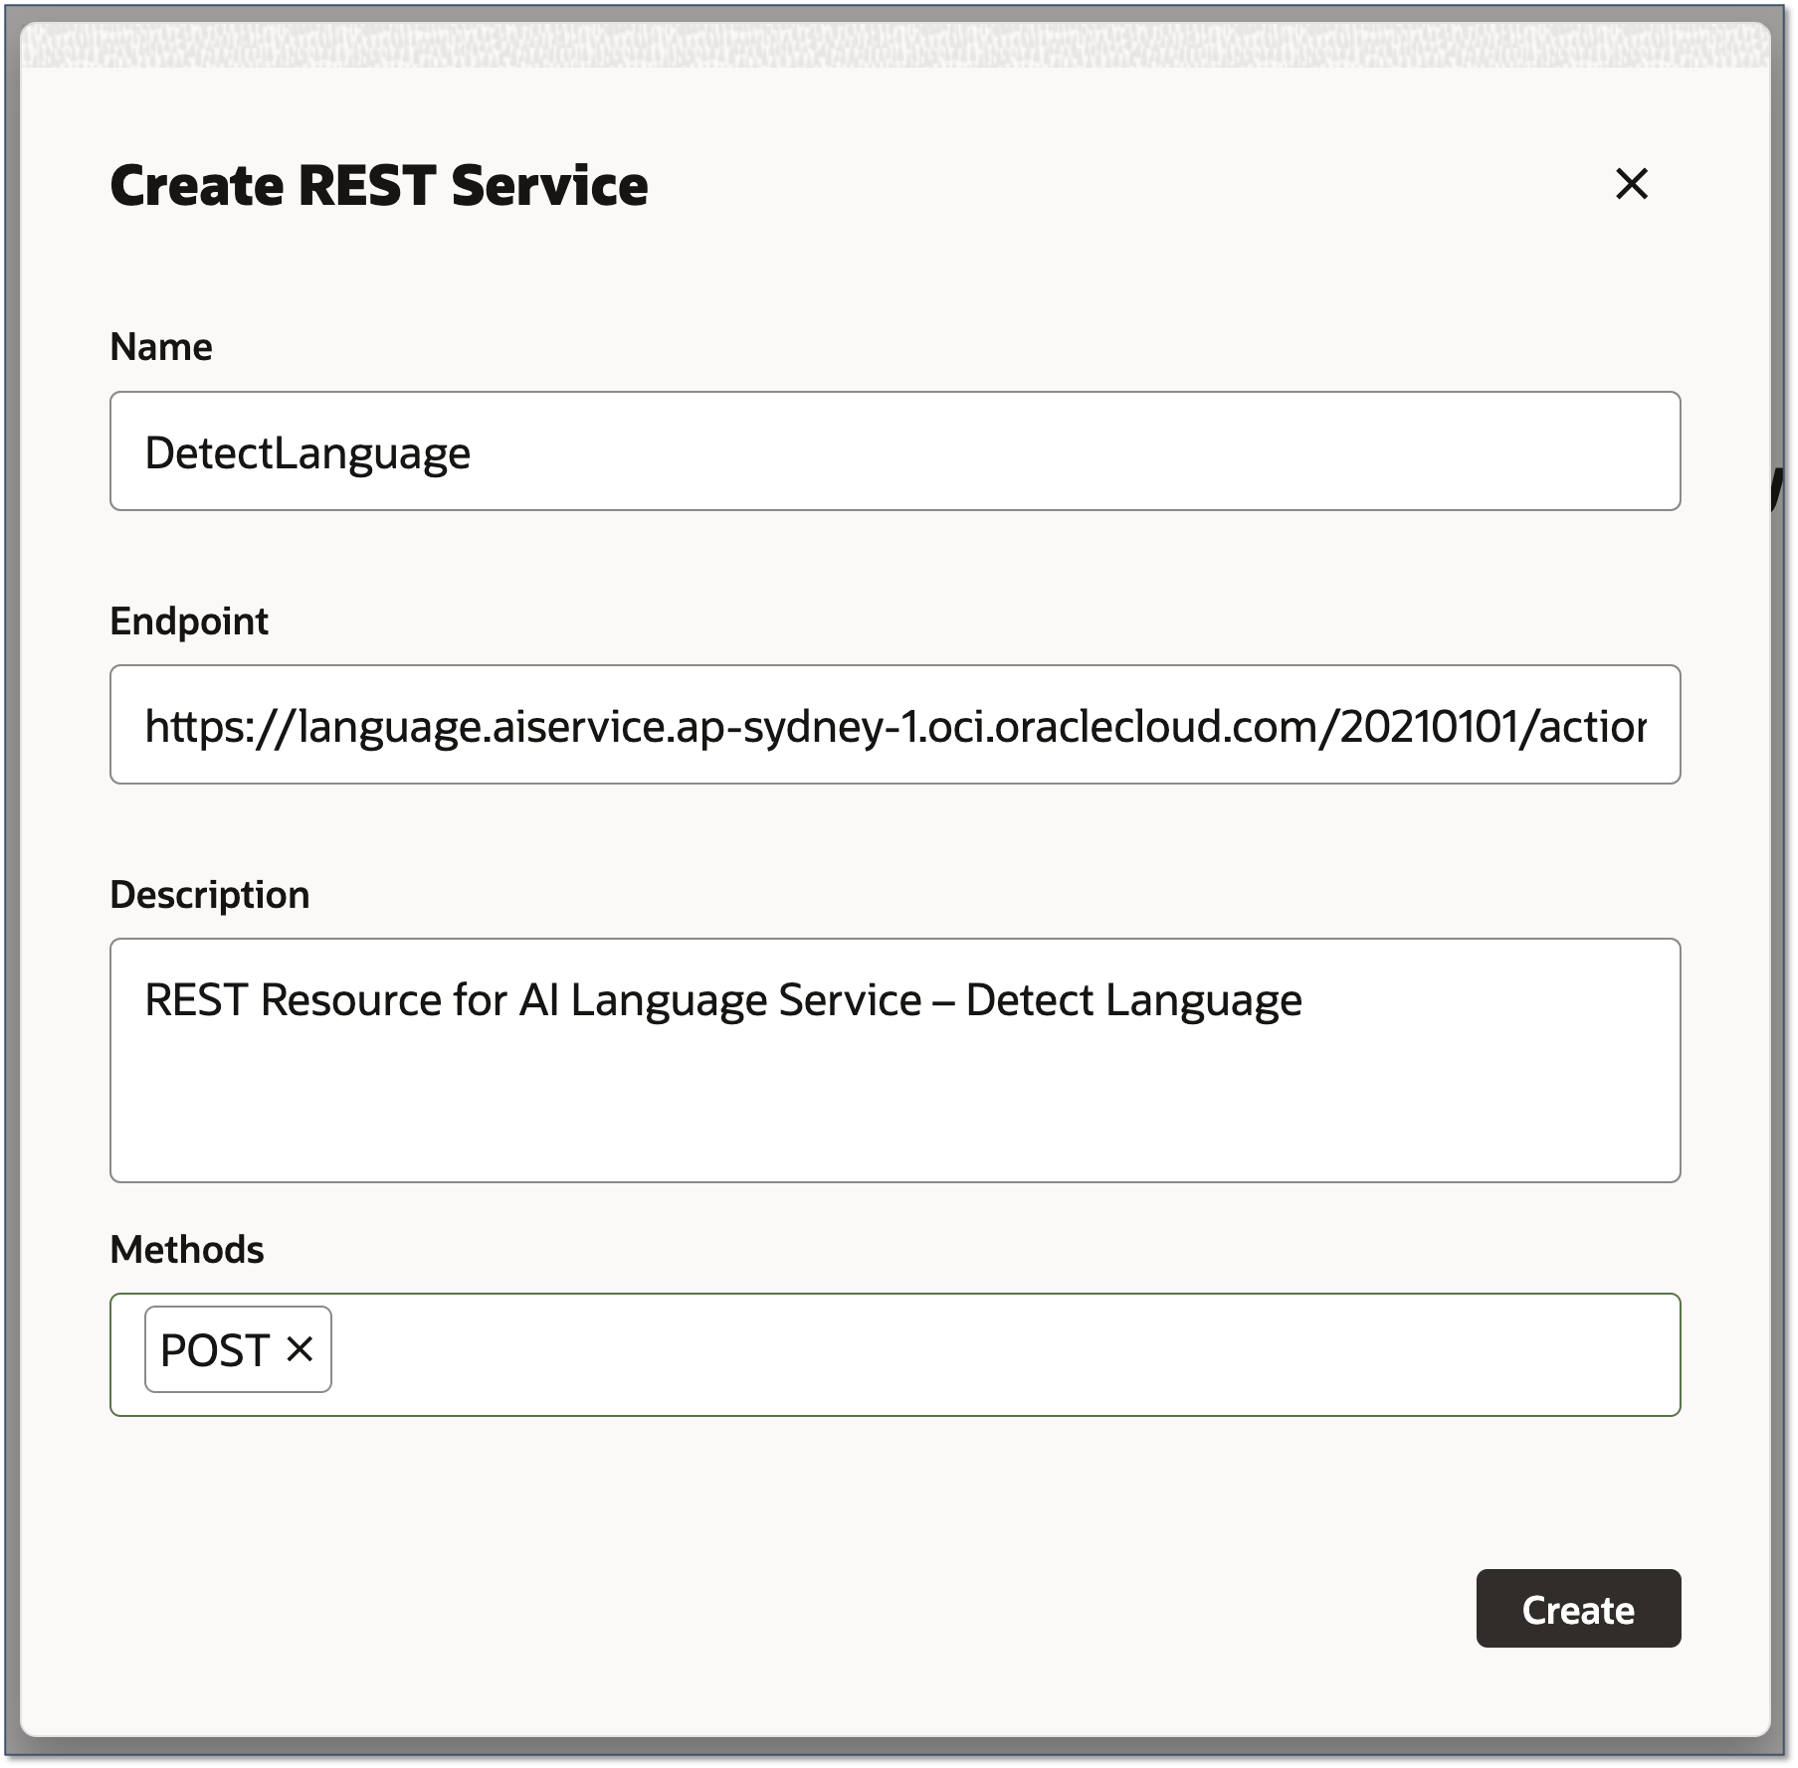 Create REST Service
Name
DetectLanguage
Endpoint
https://language.aiservice.ap-sydney-1.oci.oraclecloud.com/20210101/action
Description
REST Resource for AI Language Service – Detect Language
Methods
POST
Create